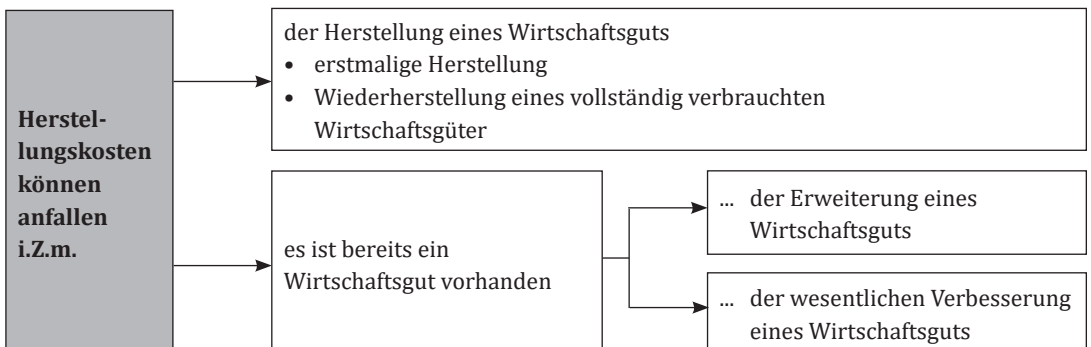 Herstel-
lungskosten
können
anfallen
i.Z.m.
der Herstellung eines Wirtschaftsguts
• erstmalige Herstellung
• Wiederherstellung eines vollständig verbrauchten
Wirtschaftsgüter
es ist bereits ein
Wirtschaftsgut vorhanden
... der Erweiterung eines
Wirtschaftsguts
... der wesentlichen Verbesserung
eines Wirtschaftsguts